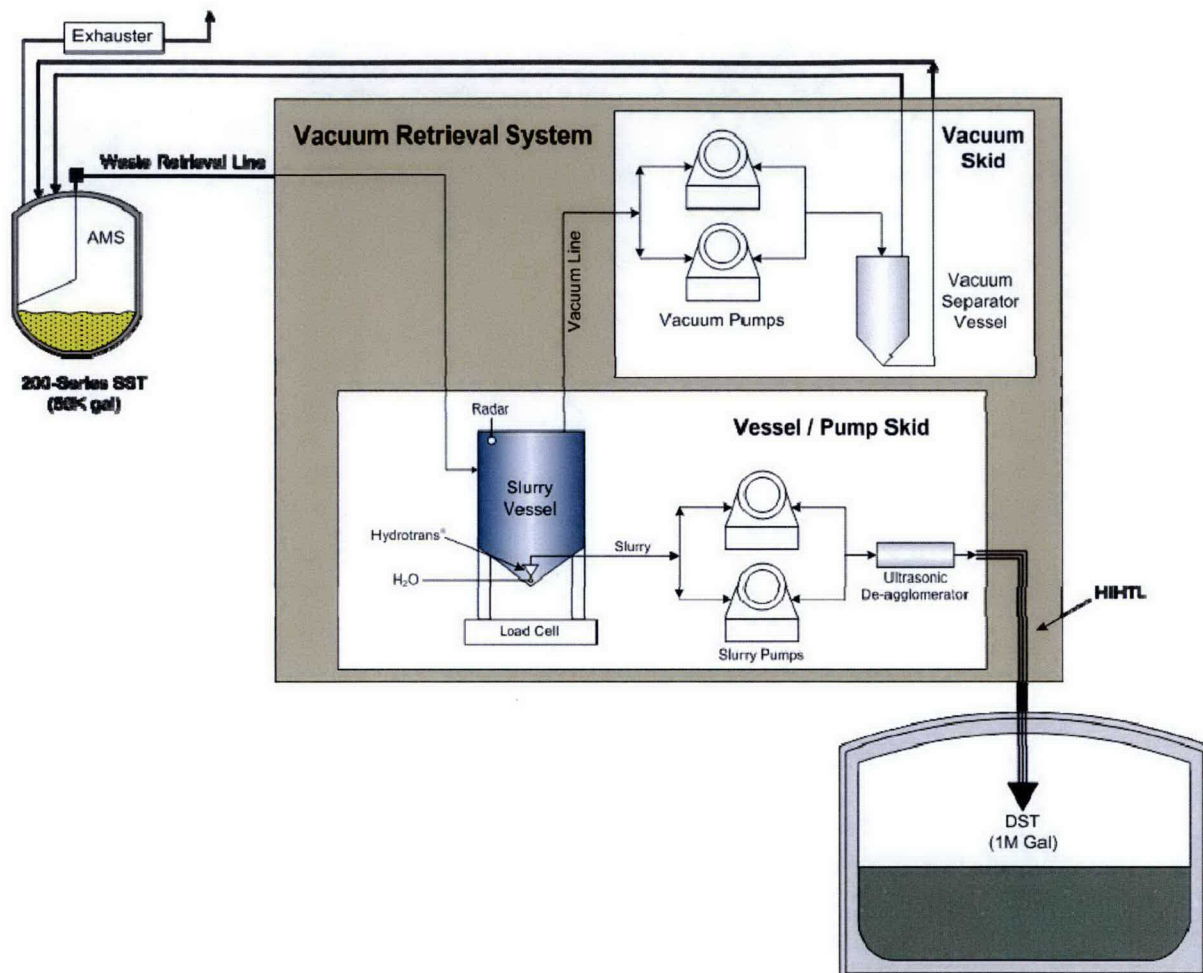 Exhauster
Vacuum Retrieval System
Vacuum
Skid
Waste Retrieval Line
AMS
Vacuum Line
Vacuum Pumps
Vacuum
Separator
Vessel
200-Series SST
(50K gal)
Radar
Vessel / Pump Skid
Slurry
Vessel
Hydrotrans®
H₂O
Slurry
Ultrasonic
De-agglomerator
HIHTL
Load Cell
Slurry Pumps
DST
(1M Gal)